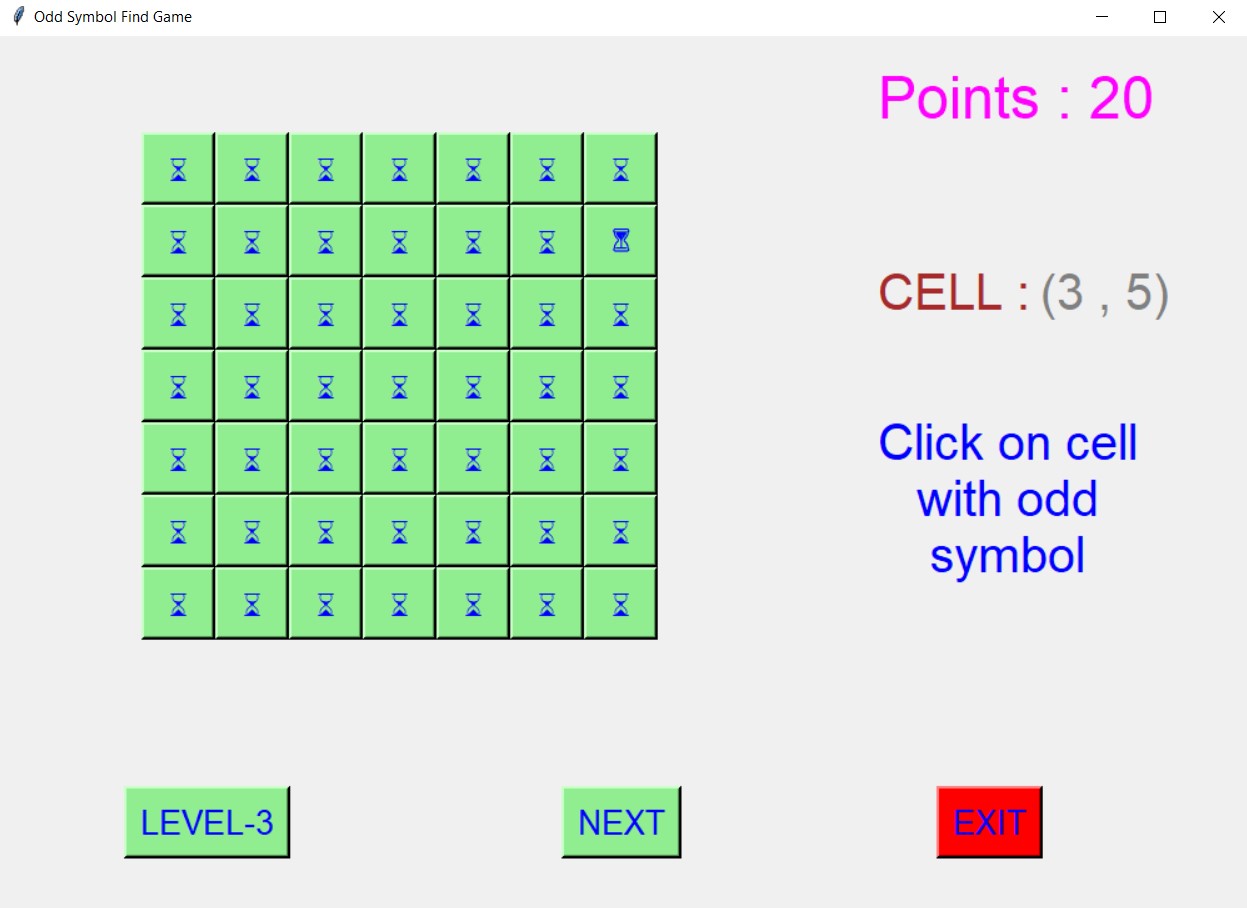 Odd Symbol Find Game
Points : 20
⌛ ⌛ ⌛ ⌛ ⌛ ⌛ ⌛
⌛ ⌛ ⌛ ⌛ ⌛ ⌛ ⏳
⌛ ⌛ ⌛ ⌛ ⌛ ⌛ ⌛
⌛ ⌛ ⌛ ⌛ ⌛ ⌛ ⌛
⌛ ⌛ ⌛ ⌛ ⌛ ⌛ ⌛
⌛ ⌛ ⌛ ⌛ ⌛ ⌛ ⌛
⌛ ⌛ ⌛ ⌛ ⌛ ⌛ ⌛
CELL : (3 , 5)
Click on cell
with odd
symbol
LEVEL-3 NEXT EXIT